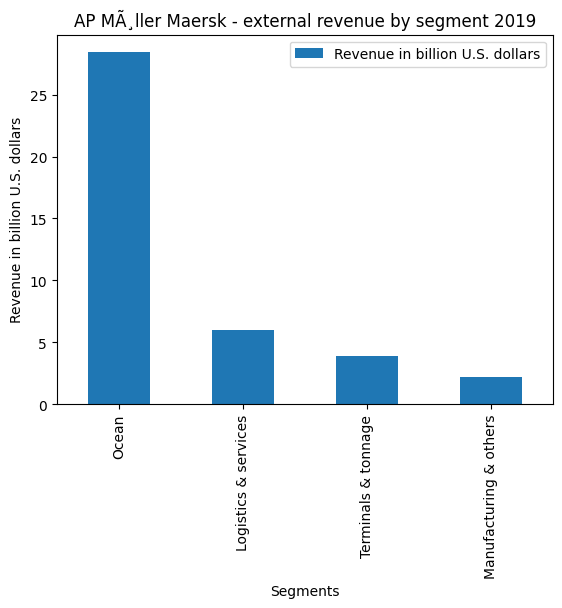 AP MÃ¸ller Maersk - external revenue by segment 2019
Revenue in billion U.S. dollars
Revenue in billion U.S. dollars
25
20
15
10
5
0
Ocean
Logistics & services
Terminals & tonnage
Manufacturing & others
Segments